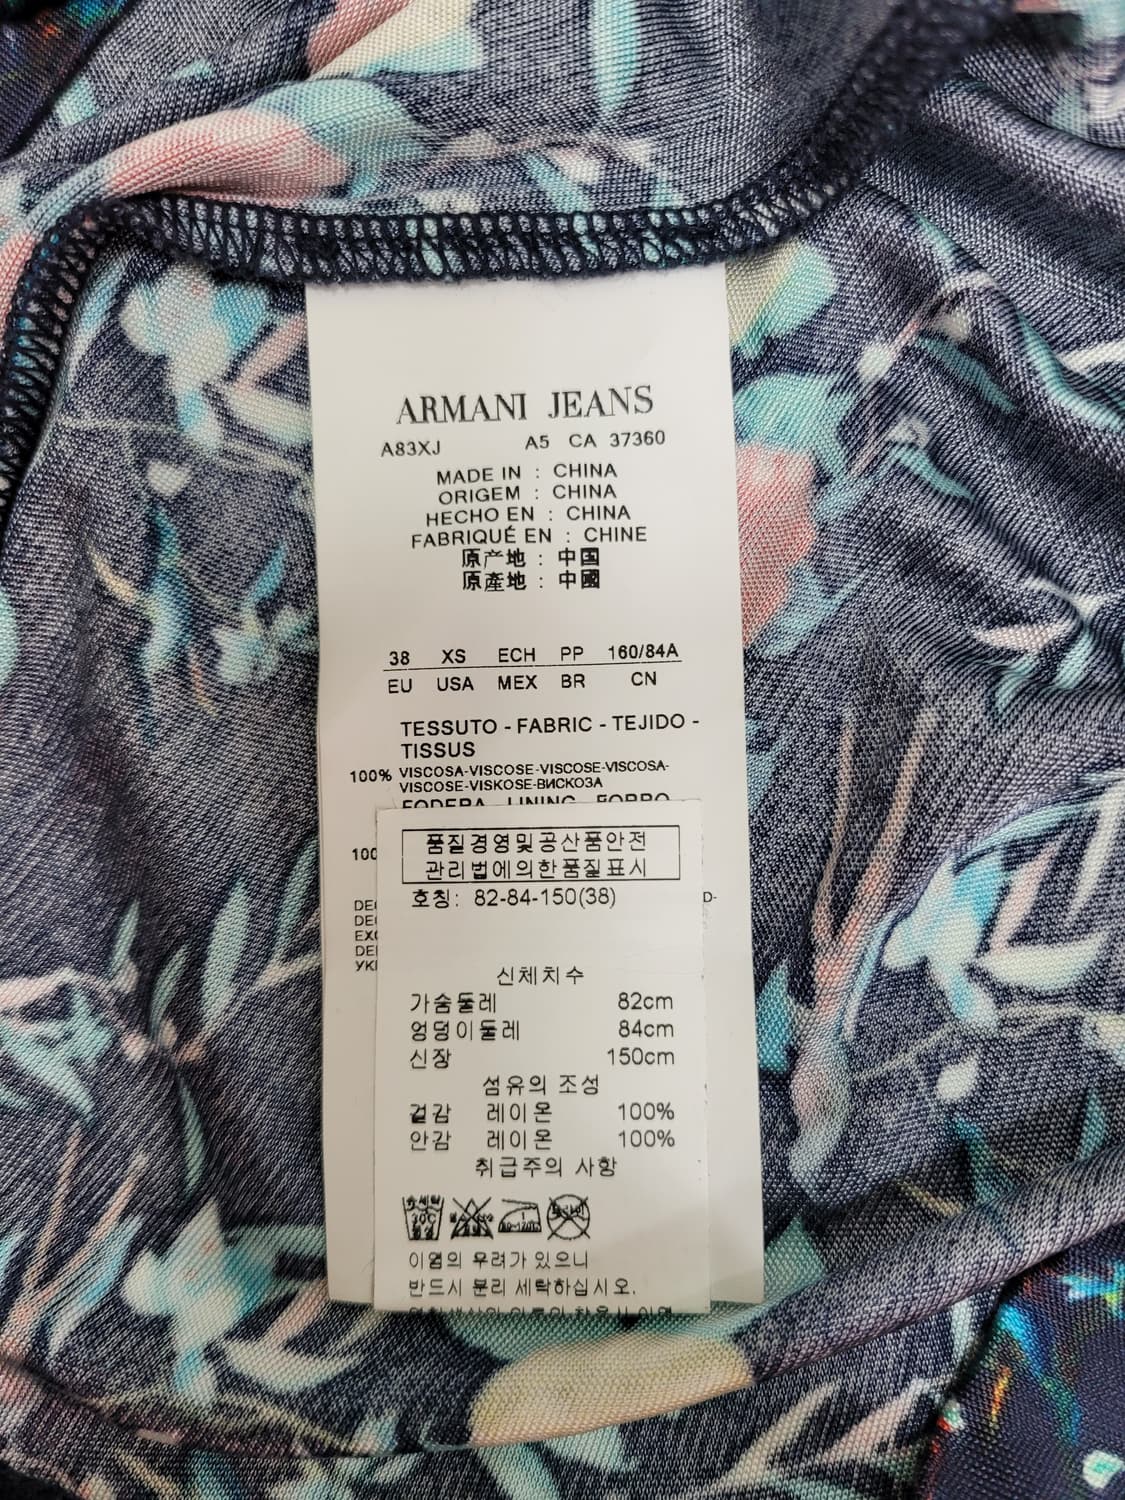 ARMANI JEANS
A83XJ A5 CA 37360
MADE IN : CHINA
ORIGEM : CHINA
HECHO EN : CHINA
FABRIQUÉ EN : CHINE
原产地 : 中国
原產地 : 中國
38 XS ECH PP 160/84A
EU USA MEX BR CN
TESSUTO - FABRIC - TEJIDO -
TISSUS
100% VISCOSA-VISCOSE-VISCOSE-VISCOSA-
VISCOSE-VISKOSE-ВИСКОЗА
FODERA LINING FORRO
100
품질경영및공산품안전
관리법에의한품질표시
호칭: 82-84-150(38)
신체치수
가슴둘레 82cm
엉덩이둘레 84cm
신장 150cm
섬유의 조성
겉감 레이온 100%
안감 레이온 100%
취급주의 사항
이염의 우려가 있으니
반드시 분리 세탁하십시오.